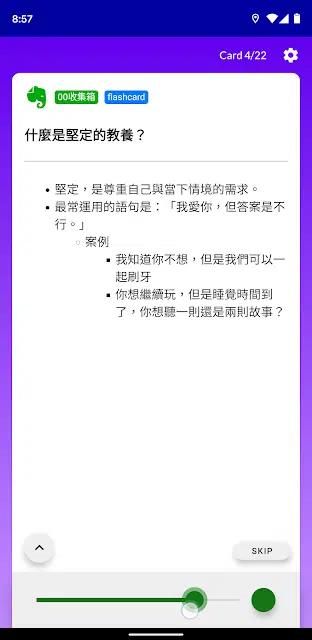 8:57
Card 4/22
00收集箱 flashcard
什麼是堅定的教養？
堅定，是尊重自己與當下情境的需求。
最常運用的語句是：「我愛你，但答案是不
行。」
案例
我知道你不想，但是我們可以一
起刷牙
你想繼續玩，但是睡覺時間到
了，你想聽一則還是兩則故事？
SKIP